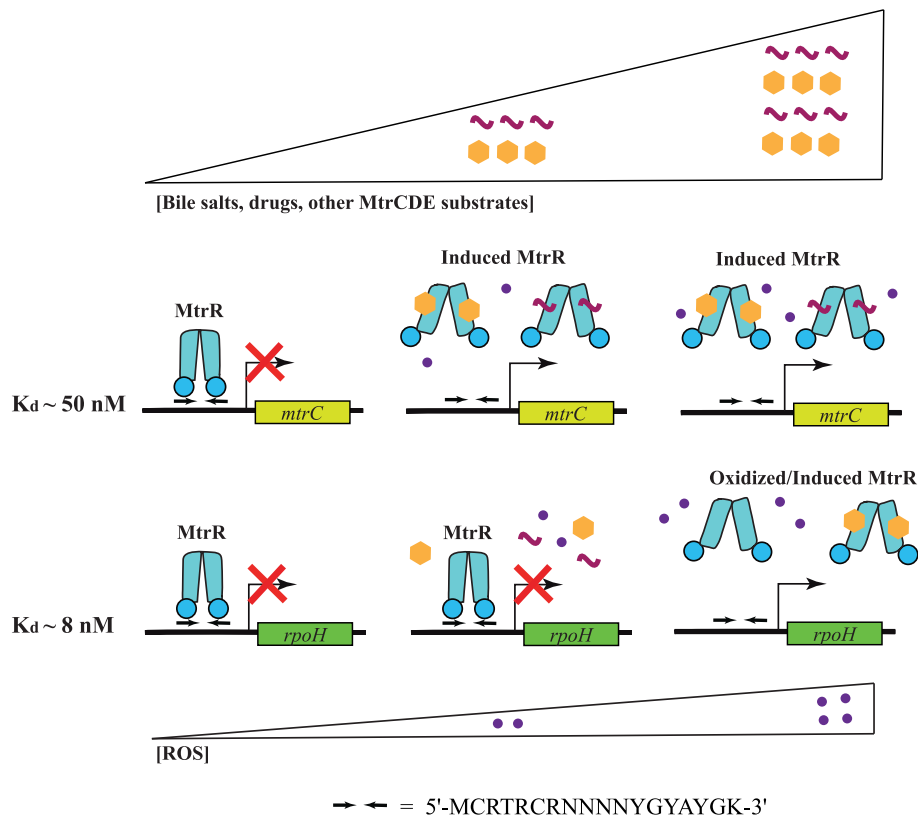 [Bile salts, drugs, other MtrCDE substrates]
Induced MtrR
Induced MtrR
MtrR
Kd ~ 50 nM
mtrC
mtrC
mtrC
Oxidized/Induced MtrR
MtrR
MtrR
Kd ~ 8 nM
rpoH
rpoH
rpoH
[ROS]
= 5'-MCRTRCRNNNNYGYAYGK-3'